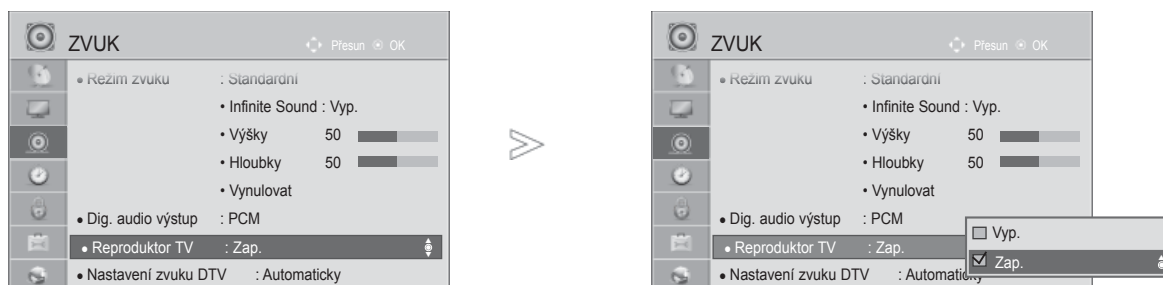 ZVUK
Přesun OK
Režim zvuku : Standardní
• Infinite Sound : Vyp.
• Výšky 50
• Hloubky 50
• Vynulovat
● Dig. audio výstup : PCM
● Reproduktor TV : Zap.
● Nastavení zvuku DTV : Automaticky
>
ZVUK
Přesun OK
● Režim zvuku : Standardní
• Infinite Sound : Vyp.
• Výšky 50
• Hloubky 50
• Vynulovat
● Dig. audio výstup : PCM
● Reproduktor TV : Zap.
● Nastavení zvuku DTV : Automaticky
Vyp.
Zap.